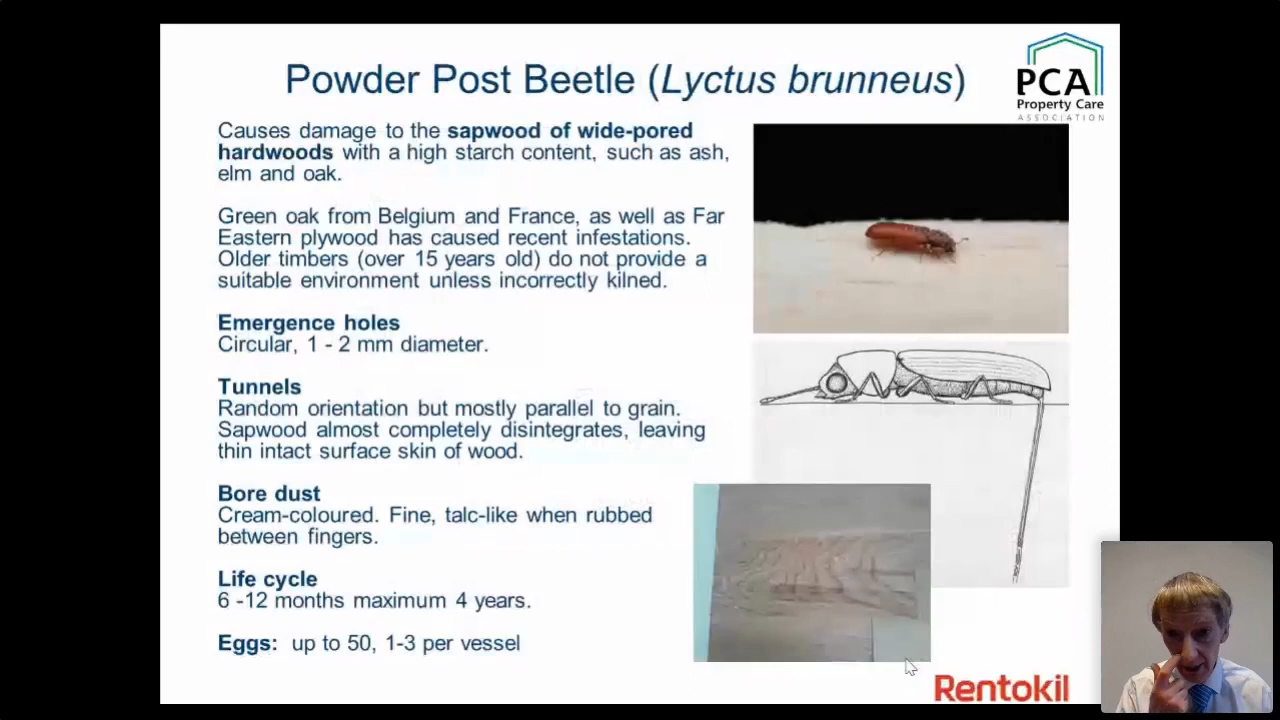 Powder Post Beetle (Lyctus brunneus)
PCA
Property Care
ASSOCIATION
Causes damage to the sapwood of wide-pored
hardwoods with a high starch content, such as ash,
elm and oak.
Green oak from Belgium and France, as well as Far
Eastern plywood has caused recent infestations.
Older timbers (over 15 years old) do not provide a
suitable environment unless incorrectly kilned.
Emergence holes
Circular, 1 - 2 mm diameter.
Tunnels
Random orientation but mostly parallel to grain.
Sapwood almost completely disintegrates, leaving
thin intact surface skin of wood.
Bore dust
Cream-coloured. Fine, talc-like when rubbed
between fingers.
Life cycle
6 -12 months maximum 4 years.
Eggs: up to 50, 1-3 per vessel
Rentokil